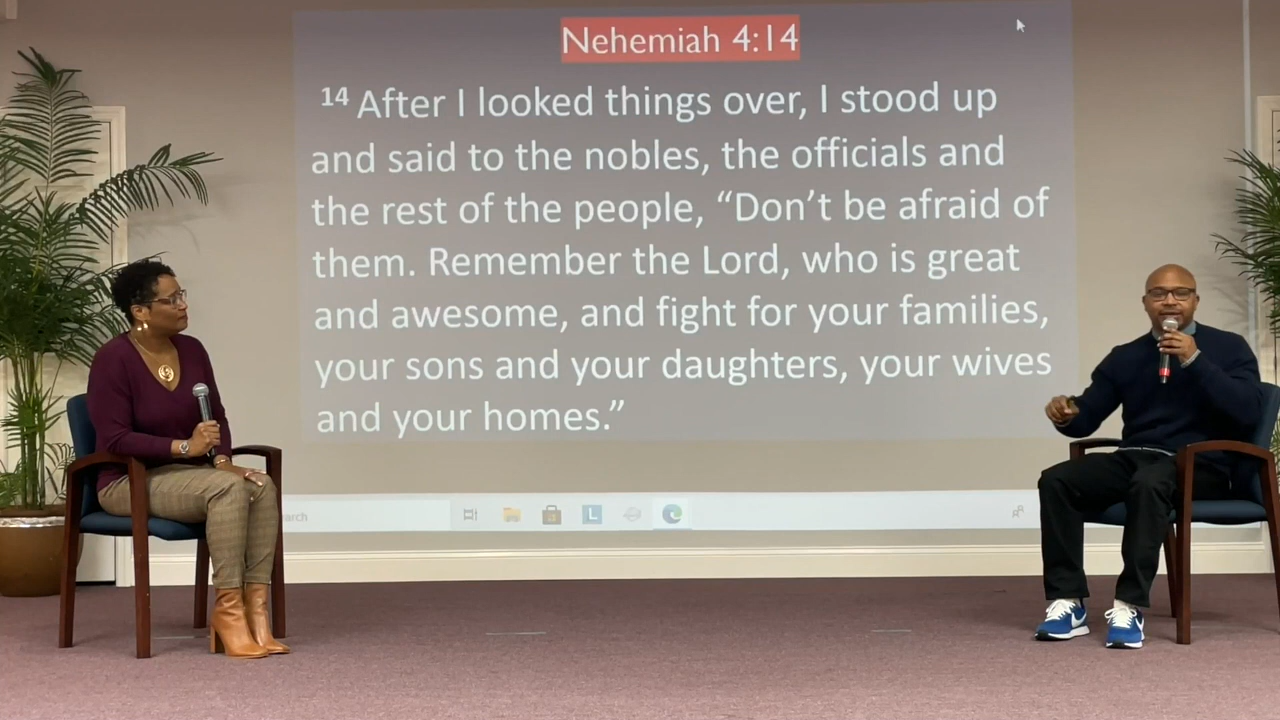 Nehemiah 4:14
14 After I looked things over, I stood up
and said to the nobles, the officials and
the rest of the people, “Don’t be afraid of
them. Remember the Lord, who is great
and awesome, and fight for your families,
your sons and your daughters, your wives
and your homes.”
arch
L